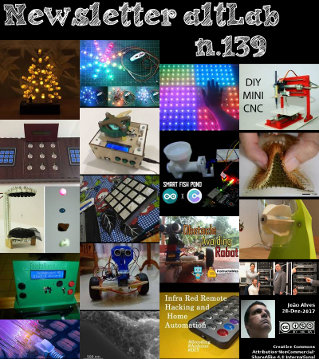 Newsletter altLab
n.139
DIY
MINI
CNC
SMART FISH POND
Obstacle
Avoiding
Robot
Infra Red Remote
Hacking and
Home
Automation
João Alves
28-Dec-2017
Creative Commons
Attribution-NonCommercial
ShareAlike 4.0 International